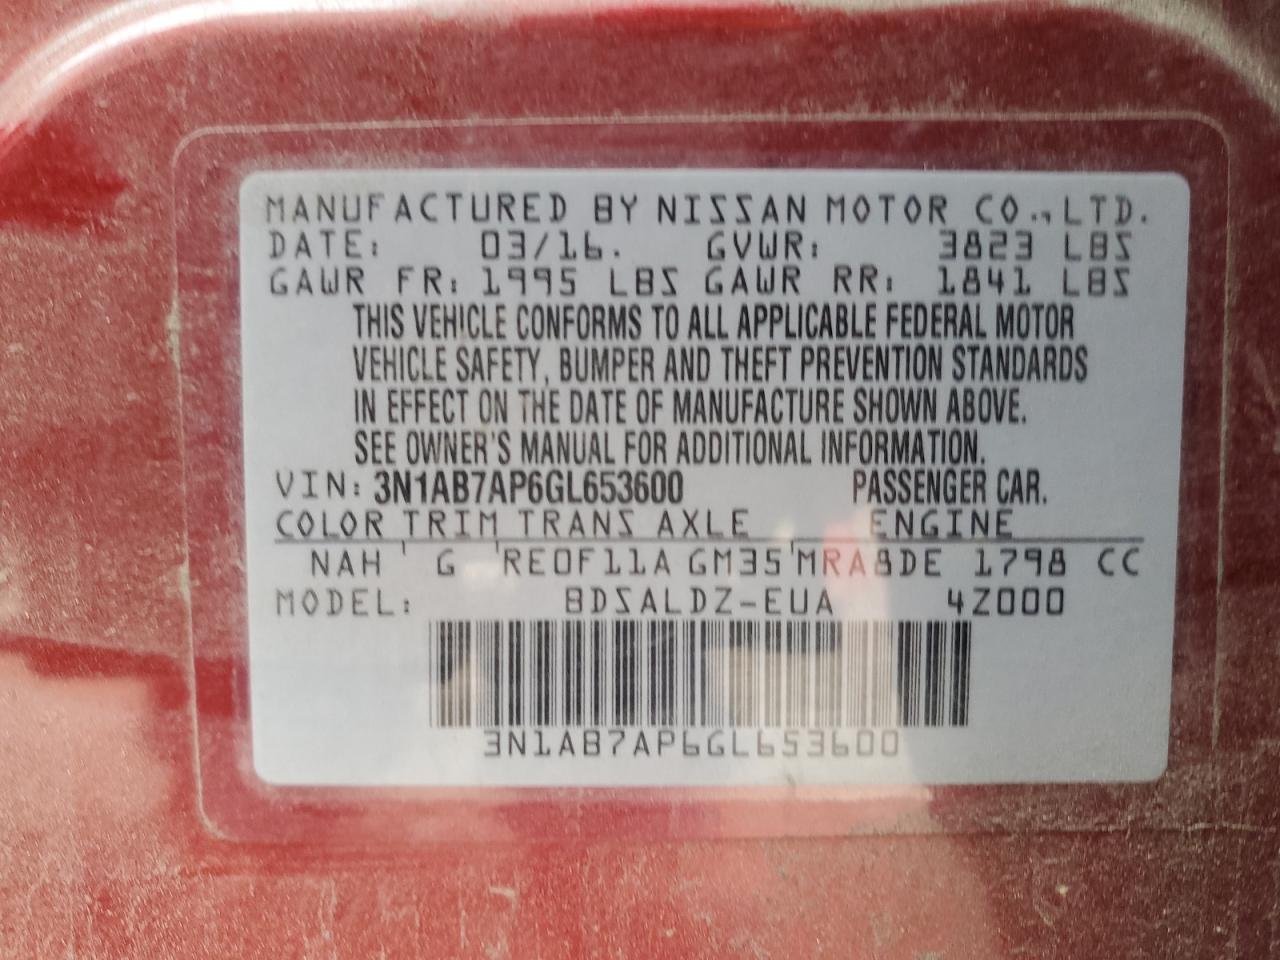 MANUFACTURED BY NISSAN MOTOR CO., LTD.
DATE: 03/16. GVWR: 3823 LBS
GAWR FR: 1995 LBS GAWR RR: 1841 LBS
THIS VEHICLE CONFORMS TO ALL APPLICABLE FEDERAL MOTOR
VEHICLE SAFETY, BUMPER AND THEFT PREVENTION STANDARDS
IN EFFECT ON THE DATE OF MANUFACTURE SHOWN ABOVE.
SEE OWNER'S MANUAL FOR ADDITIONAL INFORMATION.
VIN: 3N1AB7AP6GL653600 PASSENGER CAR.
COLOR TRIM TRANS AXLE ENGINE
NAH G RE0F11A GM35 MRA8DE 1798 CC
MODEL: BDSALDZ-EUA 4Z000
3N1AB7AP6GL653600